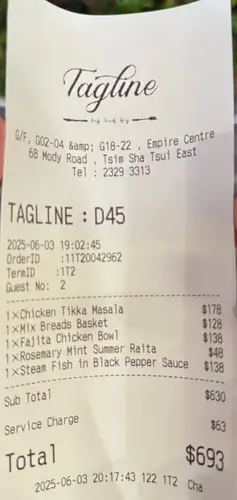 Tagline
G/F, G02-04 &amp; G18-22 , Empire Centre
68 Mody Road , Tsim Sha Tsui East
Tel : 2329 3313
TAGLINE : D45
2025-06-03 19:02:45
OrderID :11T20042962
TermID :1T2
Guest No: 2
1×Chicken Tikka Masala $178
1×Mix Breads Basket $128
1×Fajita Chicken Bowl $138
1×Rosemary Mint Summer Raita $48
1×Steam Fish in Black Pepper Sauce $138
Sub Total $630
Service Charge $63
Total $693
2025-06-03 20:17:43 122 1T2 Cha